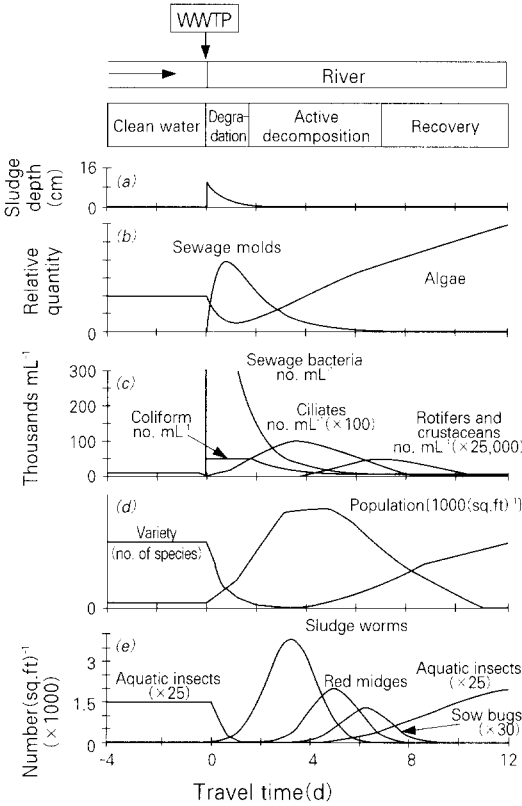 WWTP
River
Clean water
Degra-
dation
Active
decomposition
Recovery
Sludge
depth
(cm)
16
0
(a)
Relative
quantity
0
(b)
Sewage molds
Algae
Thousands mL⁻¹
300
200
100
0
(c)
Sewage bacteria
no. mL⁻¹
Coliform
no. mL⁻¹
Ciliates
no. mL⁻¹(×100)
Rotifers and
crustaceans
no. mL⁻¹(×25,000)
(d)
Variety
(no. of species)
Population[1000(sq.ft)⁻¹
0
Number(sq.ft)⁻¹
(×1000)
3
1.5
0
(e)
Sludge worms
Aquatic insects
(×25)
Red midges
Aquatic insects
(×25)
Sow bugs
(×30)
-4 0 4 8 12
Travel time(d)